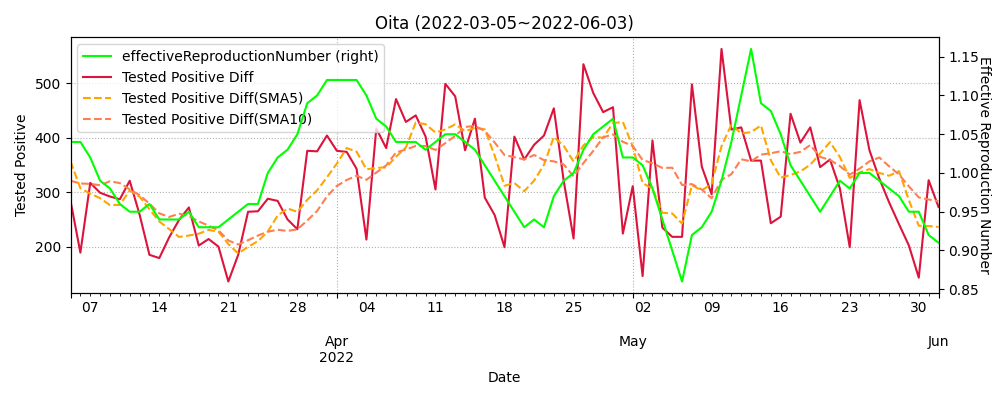 Oita (2022-03-05~2022-06-03)
effectiveReproductionNumber (right)
Tested Positive Diff
Tested Positive Diff(SMA5)
Tested Positive Diff(SMA10)
Tested Positive
500
400
300
200
1.15
1.10
1.05
1.00
0.95
0.90
0.85
Effective Reproduction Number
07 14 21 28 04 11 18 25 02 09 16 23 30
Apr May Jun
2022
Date